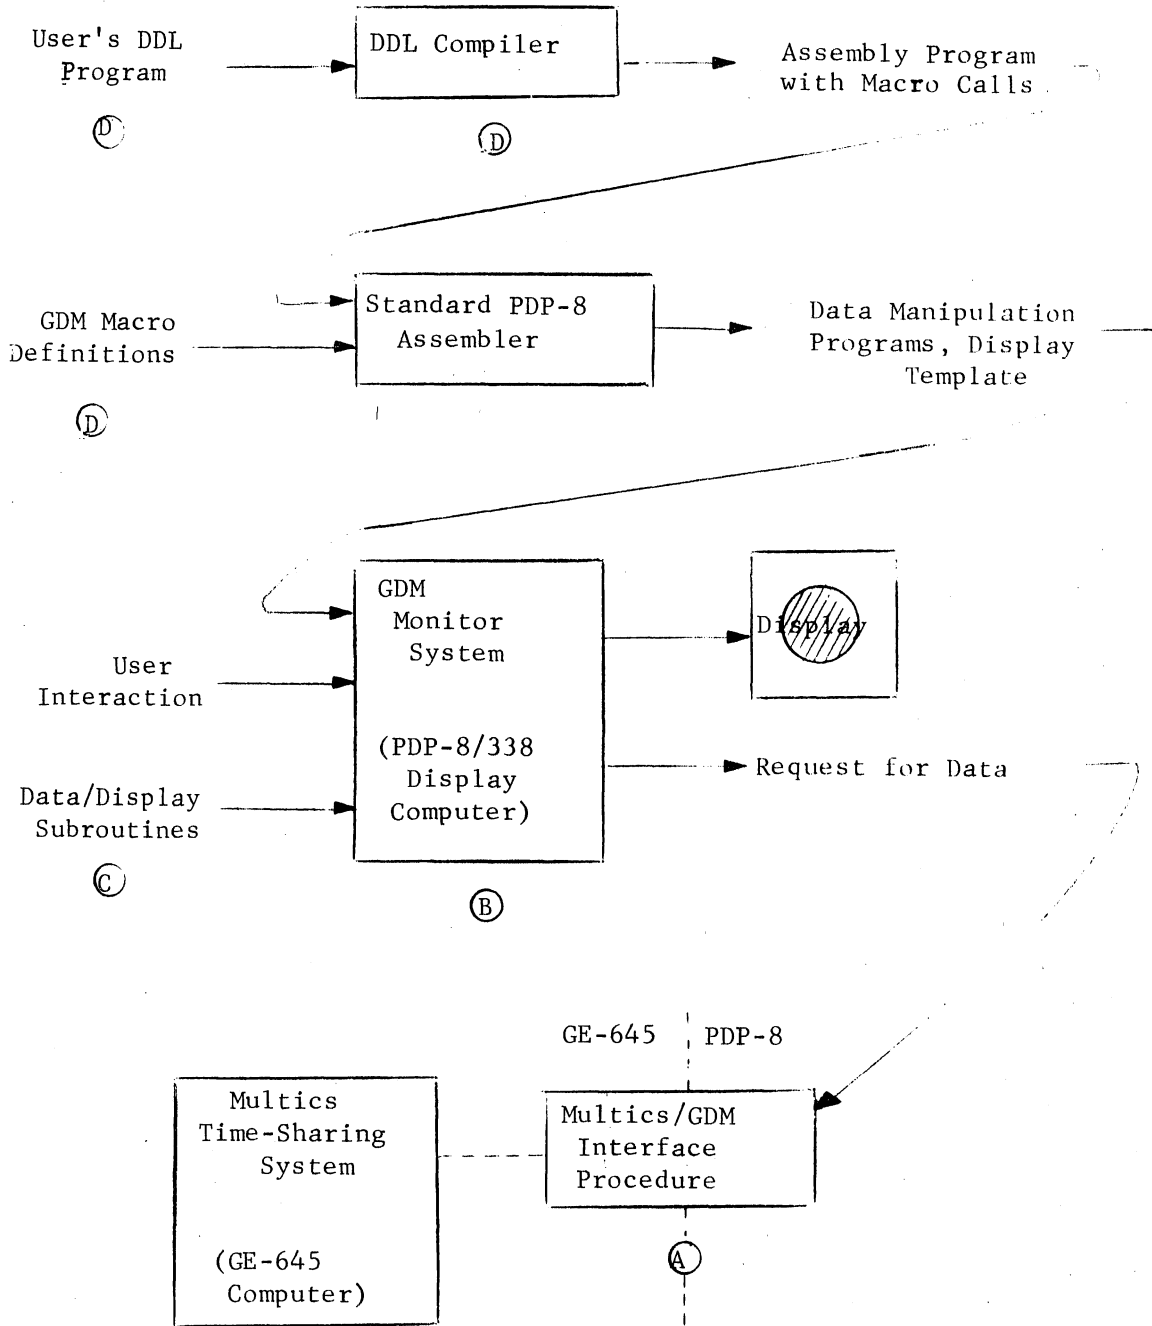 User's DDL
Program
D
DDL Compiler
D
Assembly Program
with Macro Calls
GDM Macro
Definitions
D
Standard PDP-8
Assembler
Data Manipulation
Programs, Display
Template
User
Interaction
Data/Display
Subroutines
C
GDM
Monitor
System
(PDP-8/338
Display
Computer)
B
Display
Request for Data
GE-645
PDP-8
Multics
Time-Sharing
System
(GE-645
Computer)
Multics/GDM
Interface
Procedure
A